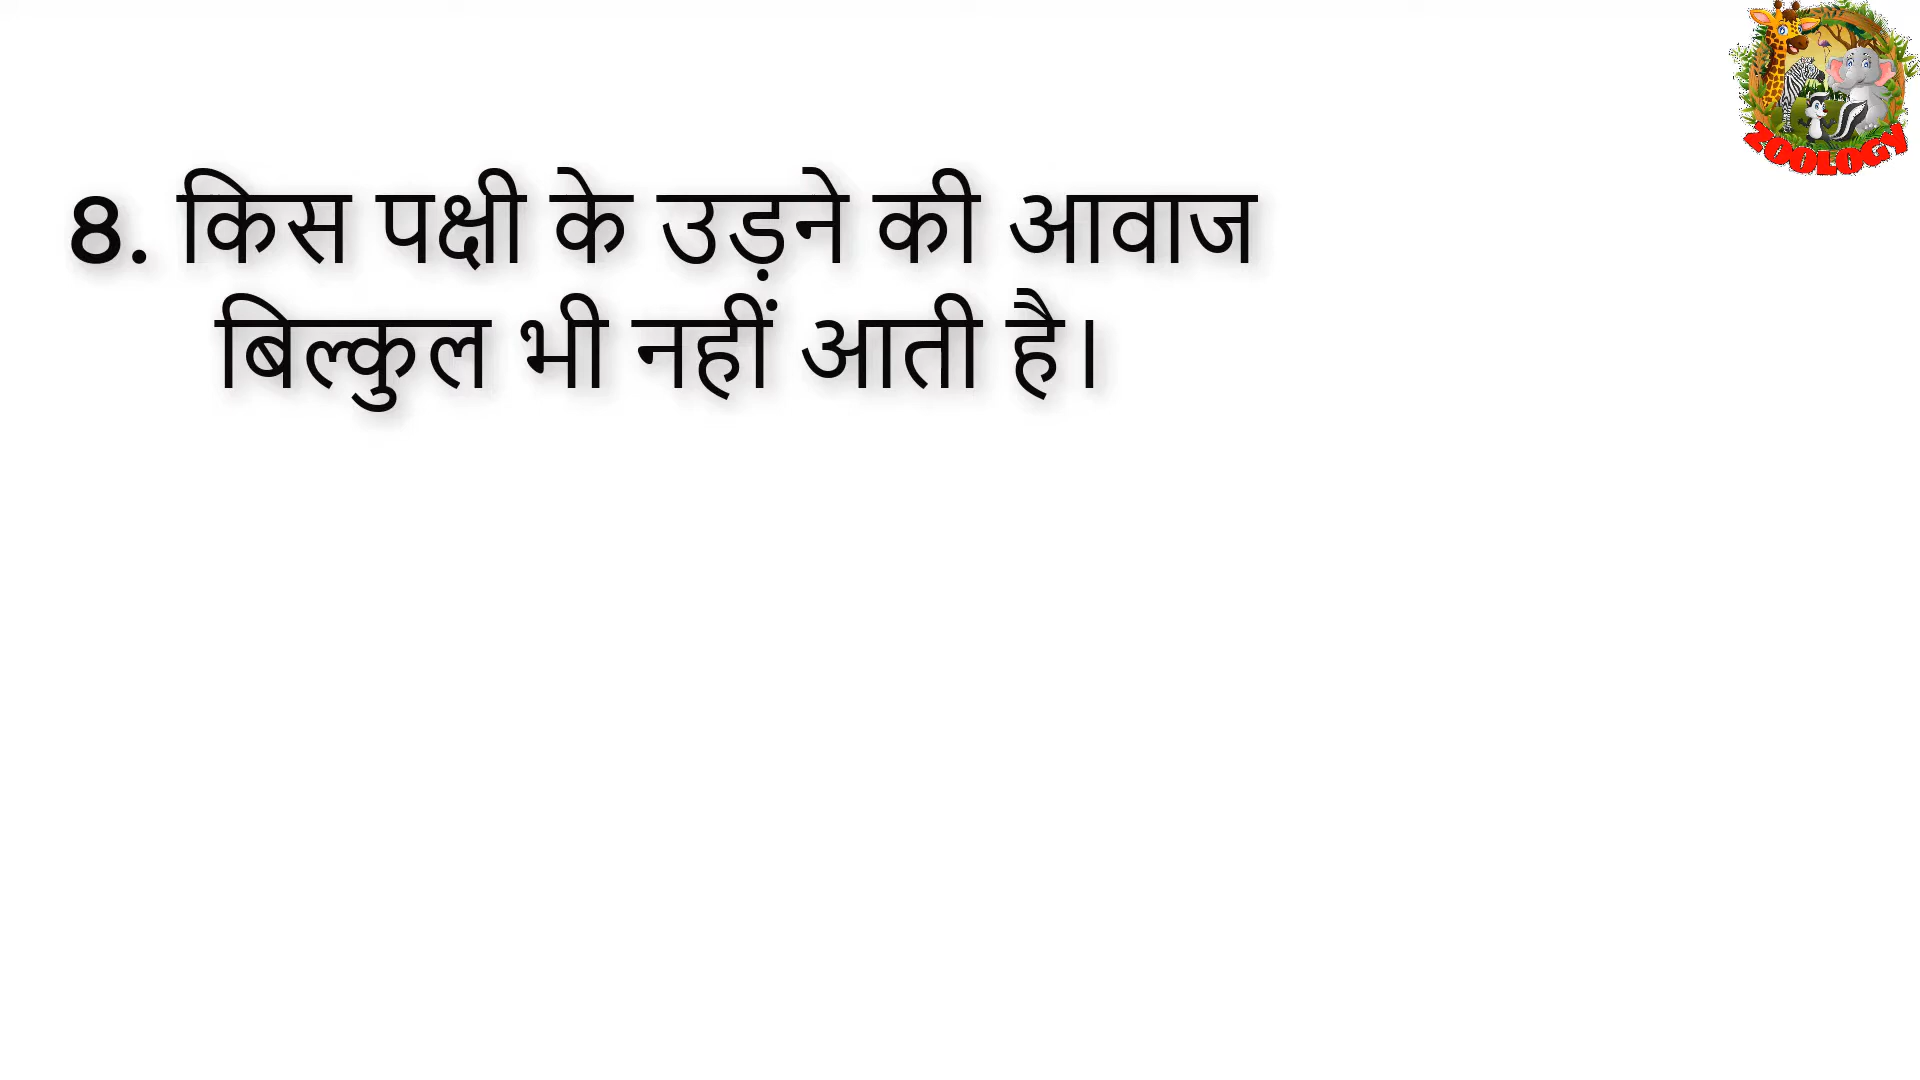 ZOOLOGY
8. किस पक्षी के उड़ने की आवाज
बिल्कुल भी नहीं आती है।